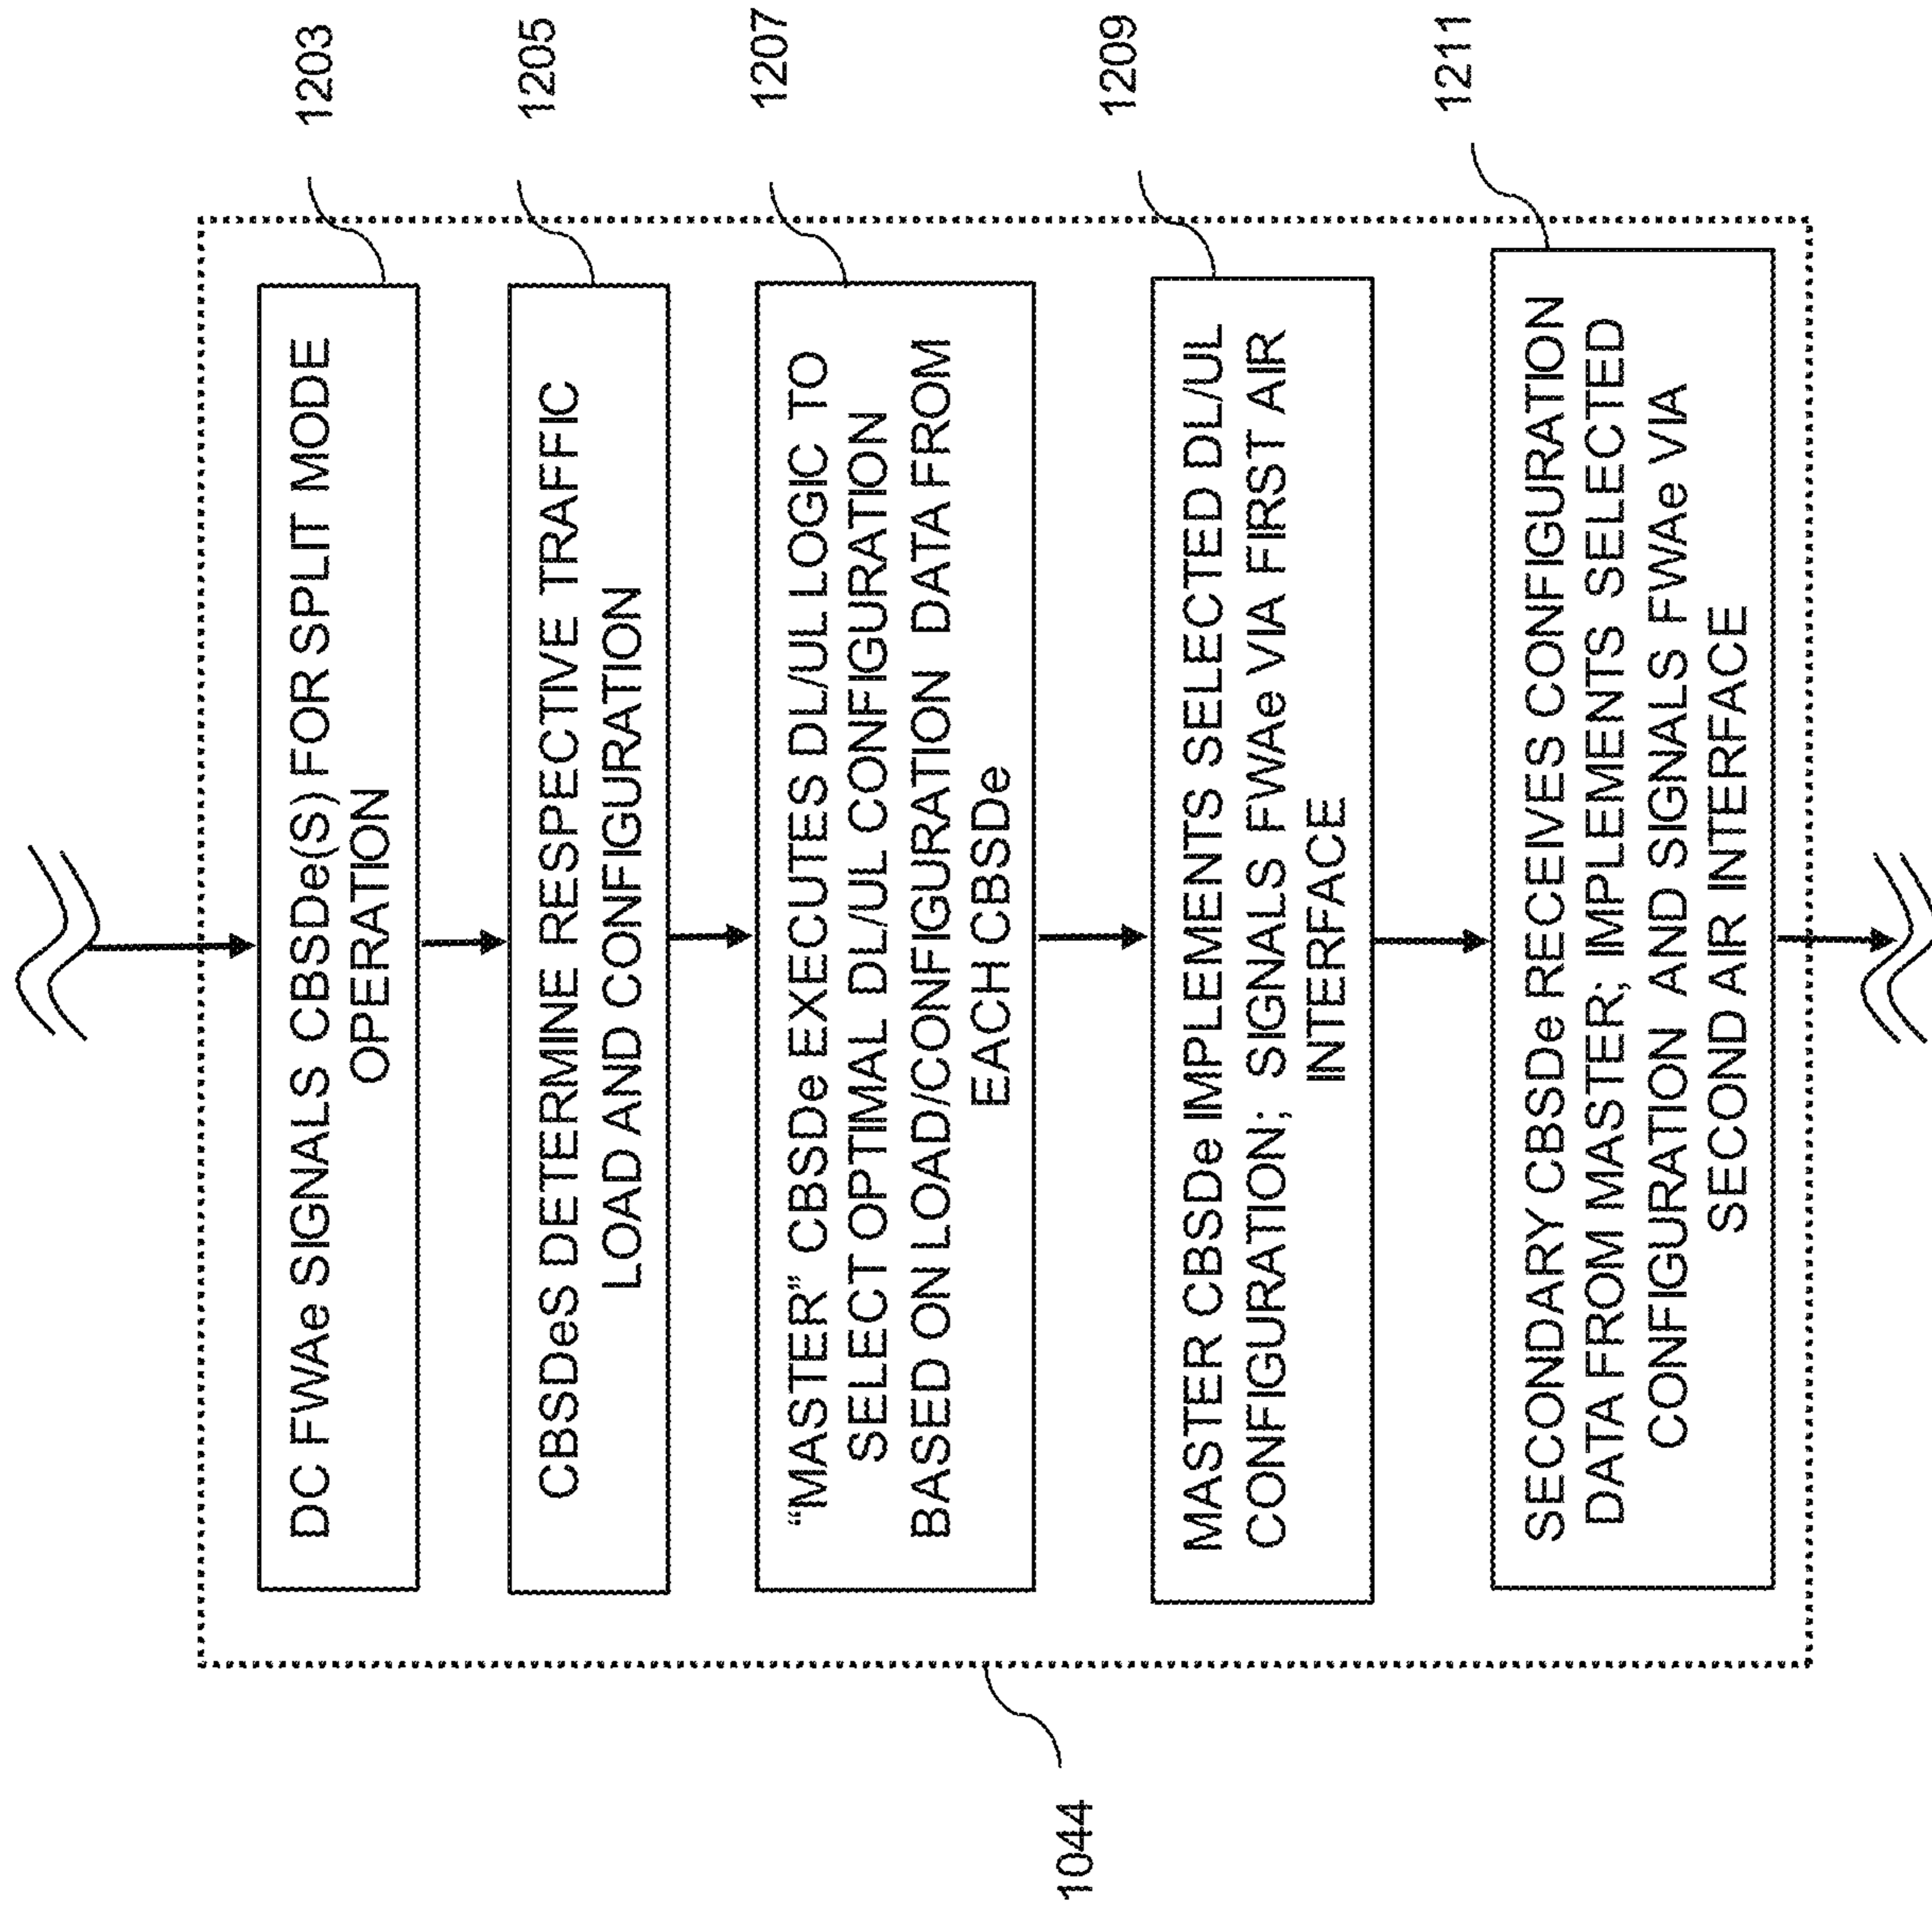 DC FWAe SIGNALS CBSDe(S) FOR SPLIT MODE
OPERATION
1203
CBSDeS DETERMINE RESPECTIVE TRAFFIC
LOAD AND CONFIGURATION
1205
“MASTER” CBSDe EXECUTES DL/UL LOGIC TO
SELECT OPTIMAL DL/UL CONFIGURATION
BASED ON LOAD/CONFIGURATION DATA FROM
EACH CBSDe
1207
MASTER CBSDe IMPLEMENTS SELECTED DL/UL
CONFIGURATION; SIGNALS FWAe VIA FIRST AIR
INTERFACE
1209
SECONDARY CBSDe RECEIVES CONFIGURATION
DATA FROM MASTER; IMPLEMENTS SELECTED
CONFIGURATION AND SIGNALS FWAe VIA
SECOND AIR INTERFACE
1211
1044